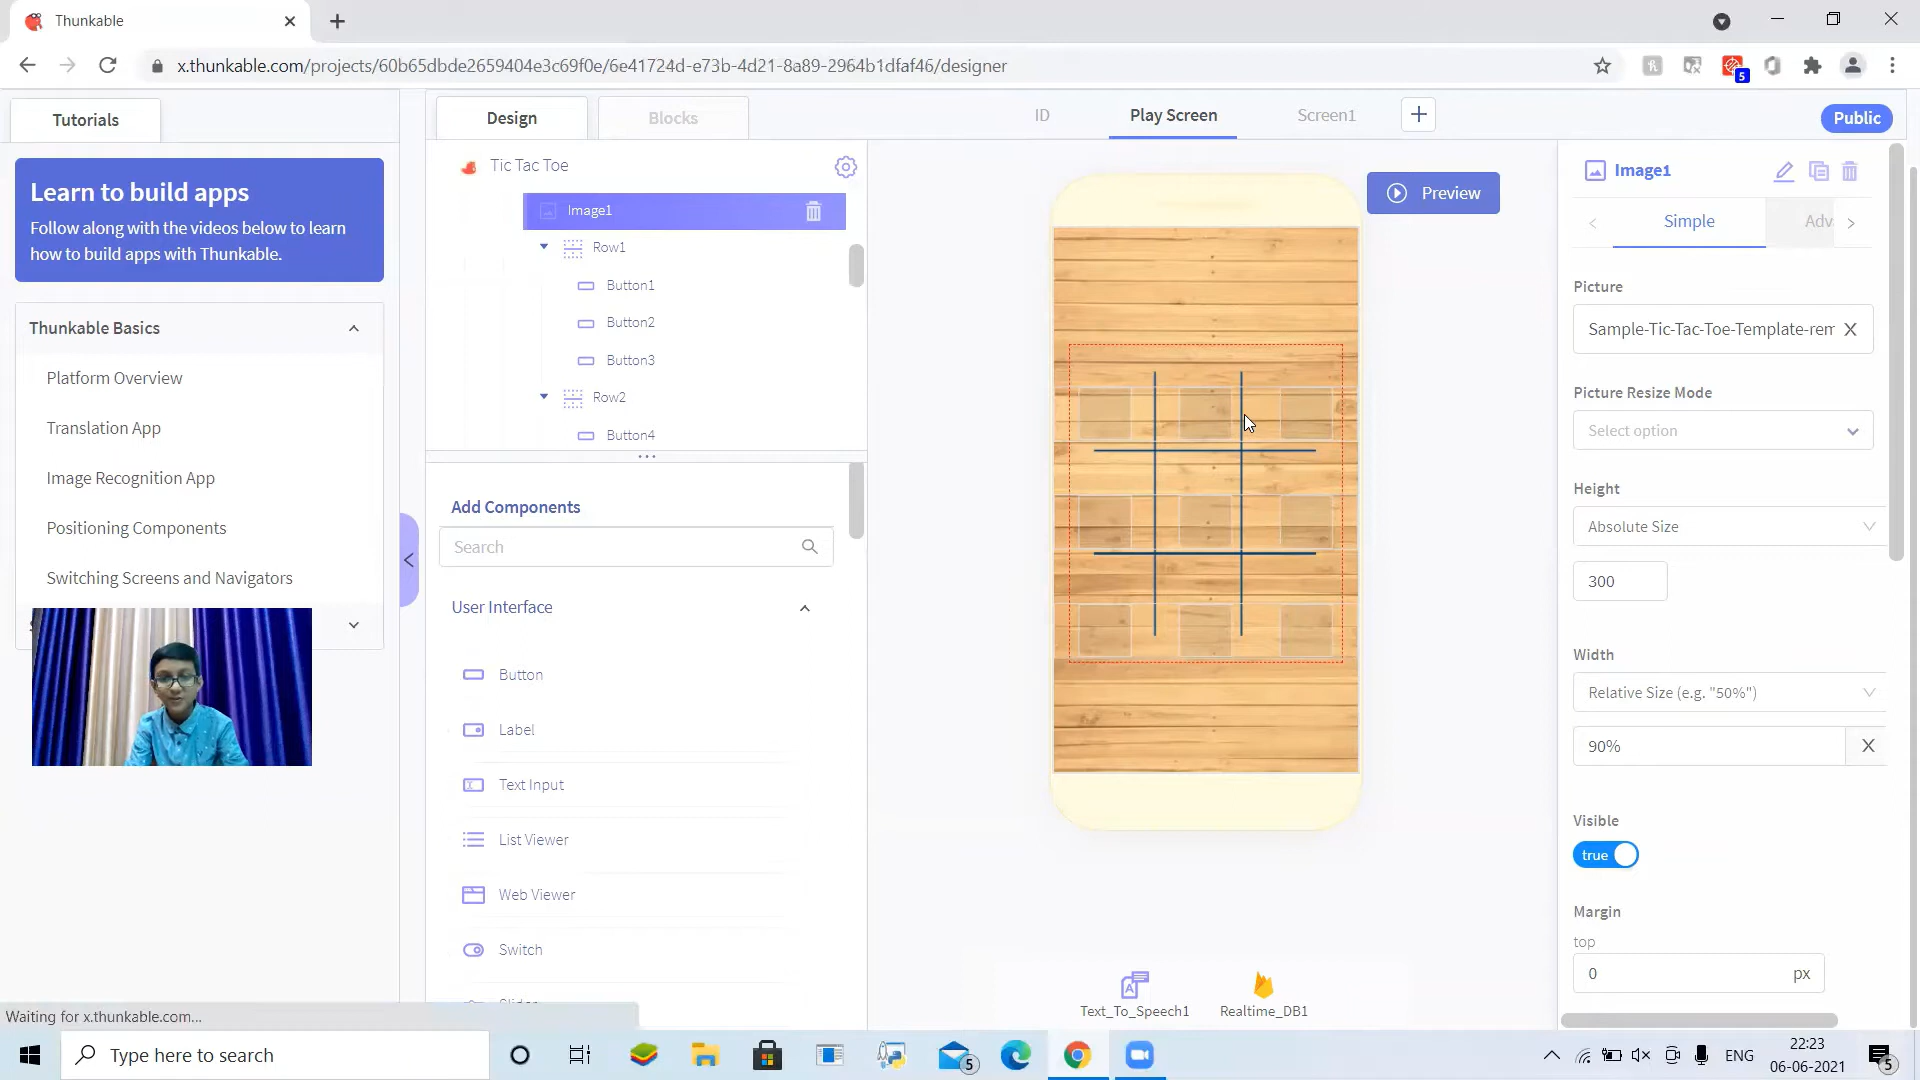 Thunkable
x.thunkable.com/projects/60b65dbde2659404e3c69f0e/6e41724d-e73b-4d21-8a89-2964b1dfaf46/designer
5
Tutorials
Design
Blocks
ID
Play Screen
Screen1
Public
Learn to build apps
Follow along with the videos below to learn
how to build apps with Thunkable.
Thunkable Basics
Platform Overview
Translation App
Image Recognition App
Positioning Components
Switching Screens and Navigators
Tic Tac Toe
Image1
Row1
Button1
Button2
Button3
Row2
Button4
Add Components
Search
User Interface
Button
Label
Text Input
List Viewer
Web Viewer
Switch
Preview
Text_To_Speech1
Realtime_DB1
Image1
Simple
Adv
Picture
Sample-Tic-Tac-Toe-Template-rem
Picture Resize Mode
Select option
Height
Absolute Size
300
Width
Relative Size (e.g. "50%")
90%
X
Visible
true
Margin
top
0
px
Waiting for x.thunkable.com...
Type here to search
5
ENG
22:23
06-06-2021
5